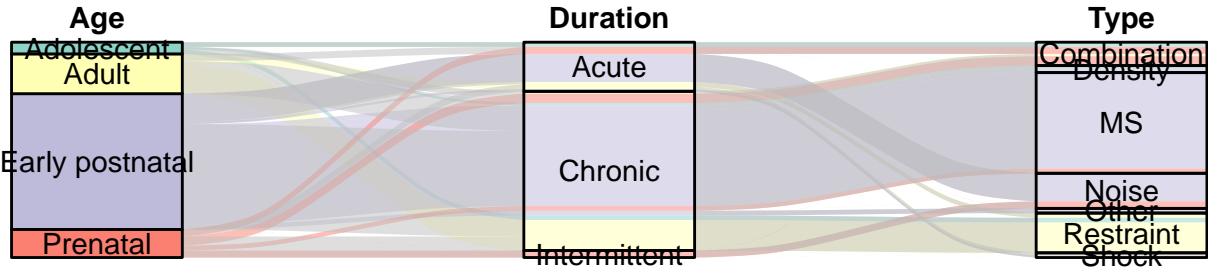 Age
Duration
Type
Adolescent
Adult
Early postnatal
Prenatal
Acute
Chronic
Intermittent
Combination
Density
MS
Noise
Other
Restraint
Shock